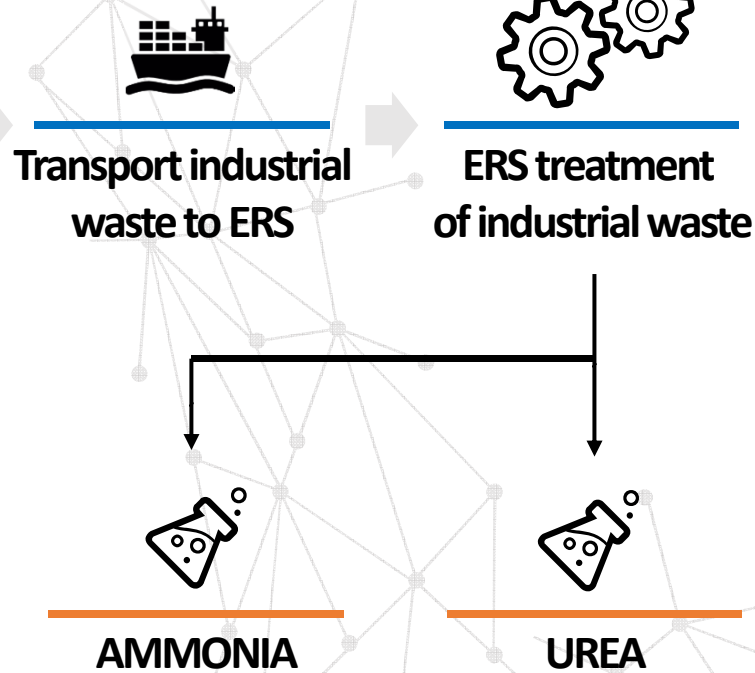 Transport industrial
waste to ERS
ERS treatment
of industrial waste
AMMONIA
UREA